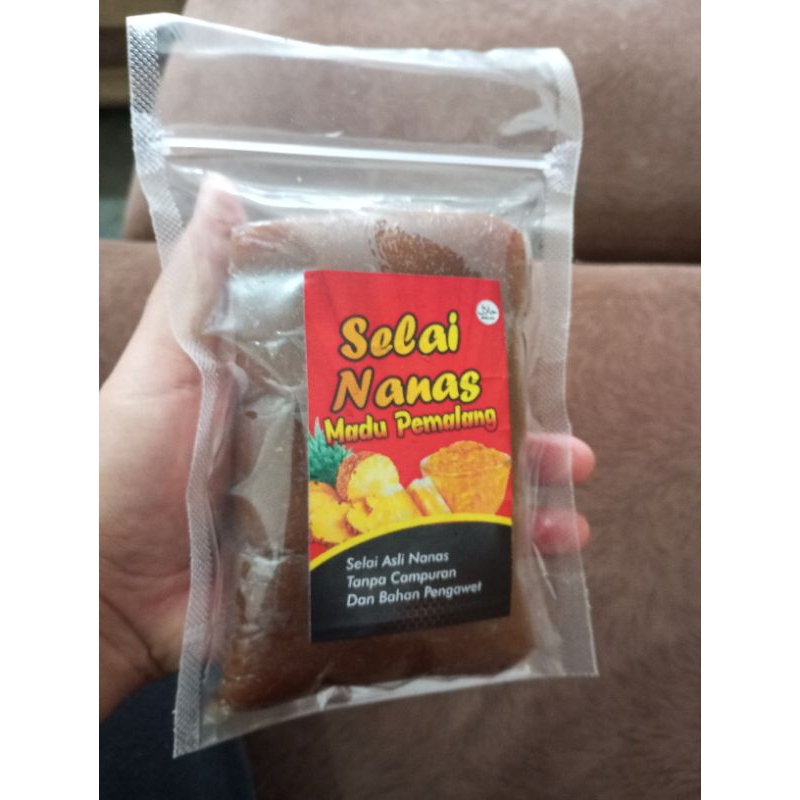 Selai
Nanas
Madu Pemalang
Selai Asli Nanas
Tanpa Campuran
Dan Bahan Pengawet